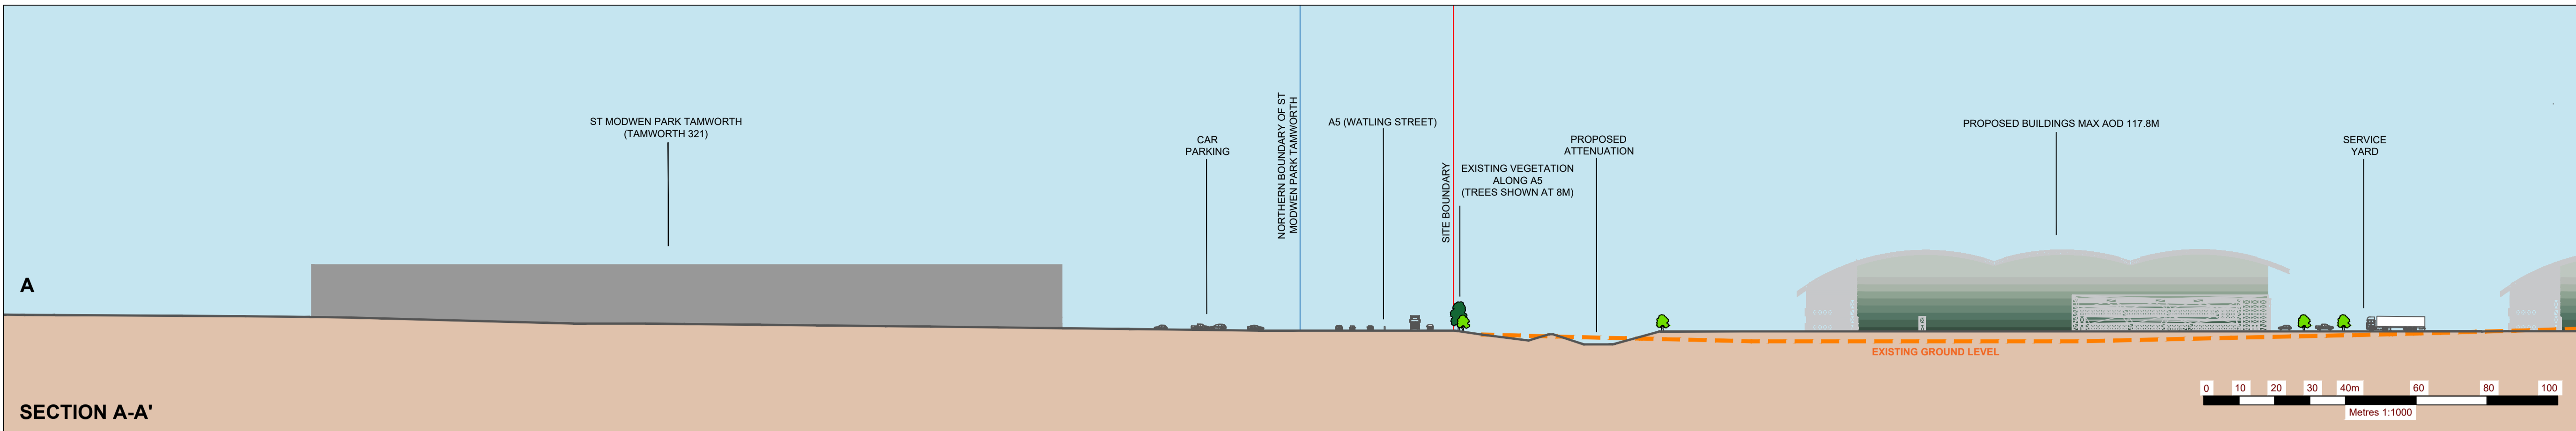 ST MODWEN PARK TAMWORTH
(TAMWORTH 321)
CAR
PARKING
NORTHERN BOUNDARY OF ST
MODWEN PARK TAMWORTH
A5 (WATLING STREET)
SITE BOUNDARY
EXISTING VEGETATION
ALONG A5
(TREES SHOWN AT 8M)
PROPOSED
ATTENUATION
PROPOSED BUILDINGS MAX AOD 117.8M
SERVICE
YARD
A
EXISTING GROUND LEVEL
SECTION A-A'
0 10 20 30 40m 60 80 100
Metres 1:1000